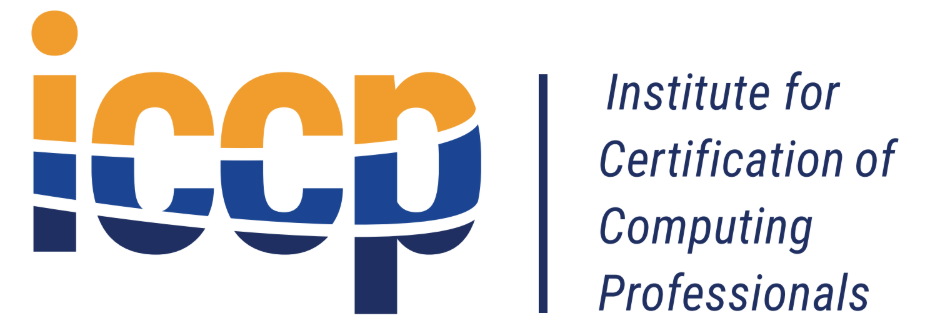 iccp
Institute for
Certification of
Computing
Professionals